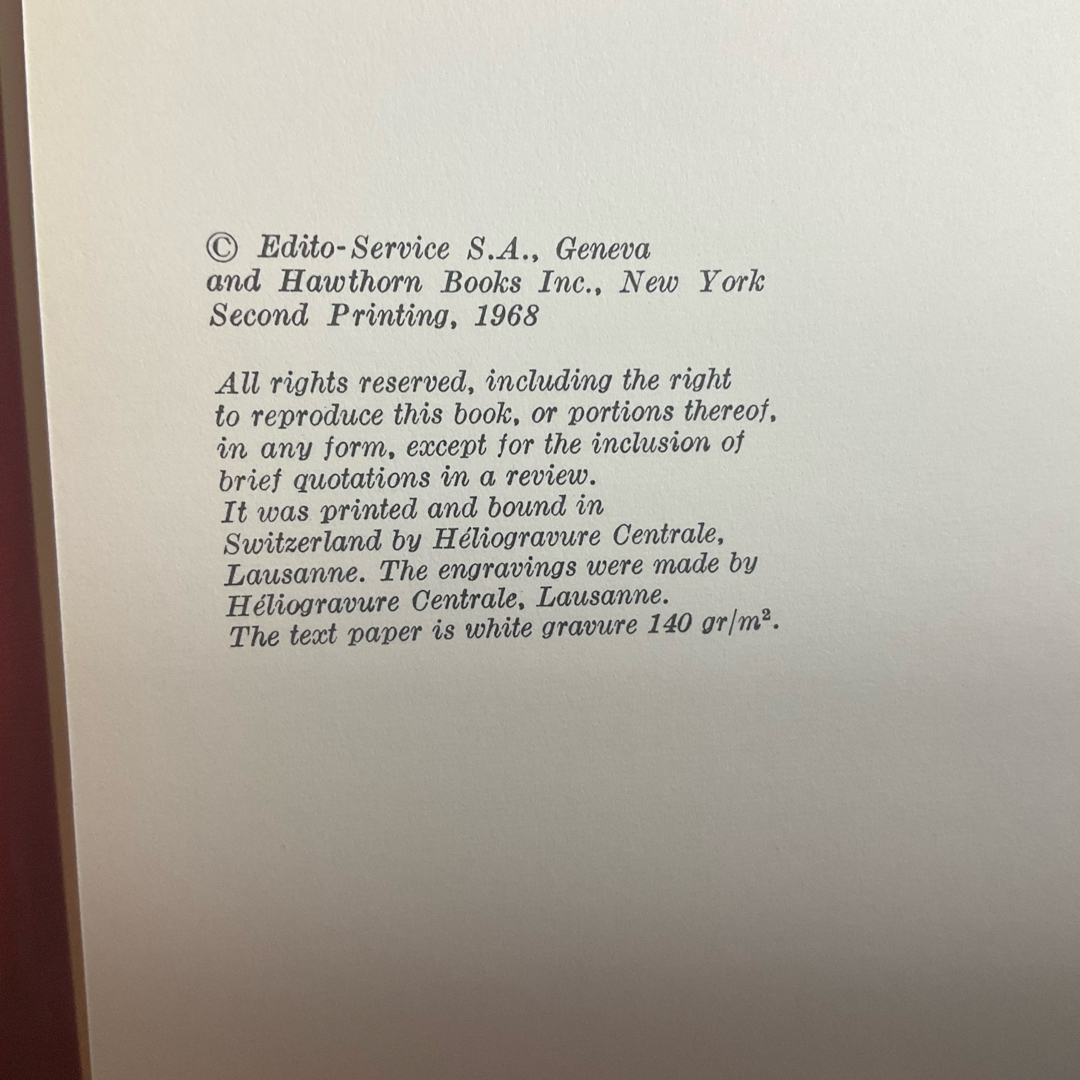 © Edito-Service S.A., Geneva
and Hawthorn Books Inc., New York
Second Printing, 1968
All rights reserved, including the right
to reproduce this book, or portions thereof,
in any form, except for the inclusion of
brief quotations in a review.
It was printed and bound in
Switzerland by Héliogravure Centrale,
Lausanne. The engravings were made by
Héliogravure Centrale, Lausanne.
The text paper is white gravure 140 gr/m².